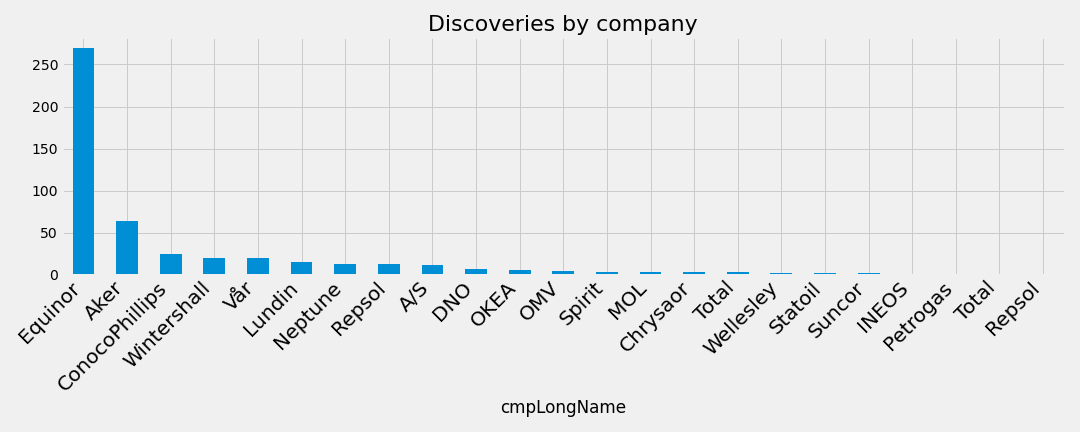 Discoveries by company
250
200
150
100
50
0
Equinor
Aker
ConocoPhillips
Wintershall
Vår
Lundin
Neptune
Repsol
A/S
DNO
OKEA
OMV
Spirit
MOL
Chrysaor
Total
Wellesley
Statoil
Suncor
INEOS
Petrogas
Total
Repsol
cmpLongName